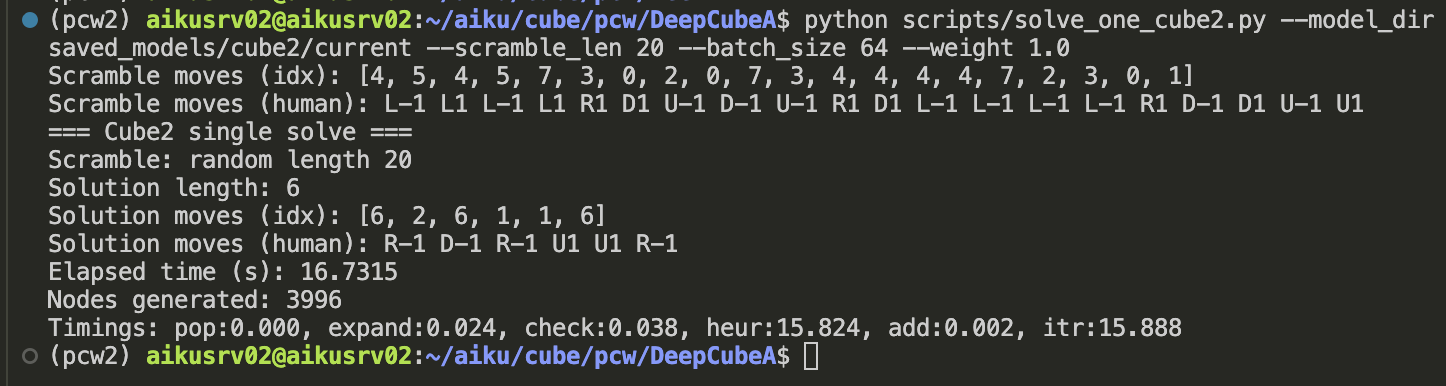 (pcw2) aikusrv02@aikusrv02:~/aiku/cube/pcw/DeepCubeA$ python scripts/solve_one_cube2.py --model_dir
saved_models/cube2/current --scramble_len 20 --batch_size 64 --weight 1.0
Scramble moves (idx): [4, 5, 4, 5, 7, 3, 0, 2, 0, 7, 3, 4, 4, 4, 4, 7, 2, 3, 0, 1]
Scramble moves (human): L-1 L1 L-1 L1 R1 D1 U-1 D-1 U-1 R1 D1 L-1 L-1 L-1 L-1 R1 D-1 D1 U-1 U1
=== Cube2 single solve ===
Scramble: random length 20
Solution length: 6
Solution moves (idx): [6, 2, 6, 1, 1, 6]
Solution moves (human): R-1 D-1 R-1 U1 U1 R-1
Elapsed time (s): 16.7315
Nodes generated: 3996
Timings: pop:0.000, expand:0.024, check:0.038, heur:15.824, add:0.002, itr:15.888
(pcw2) aikusrv02@aikusrv02:~/aiku/cube/pcw/DeepCubeA$